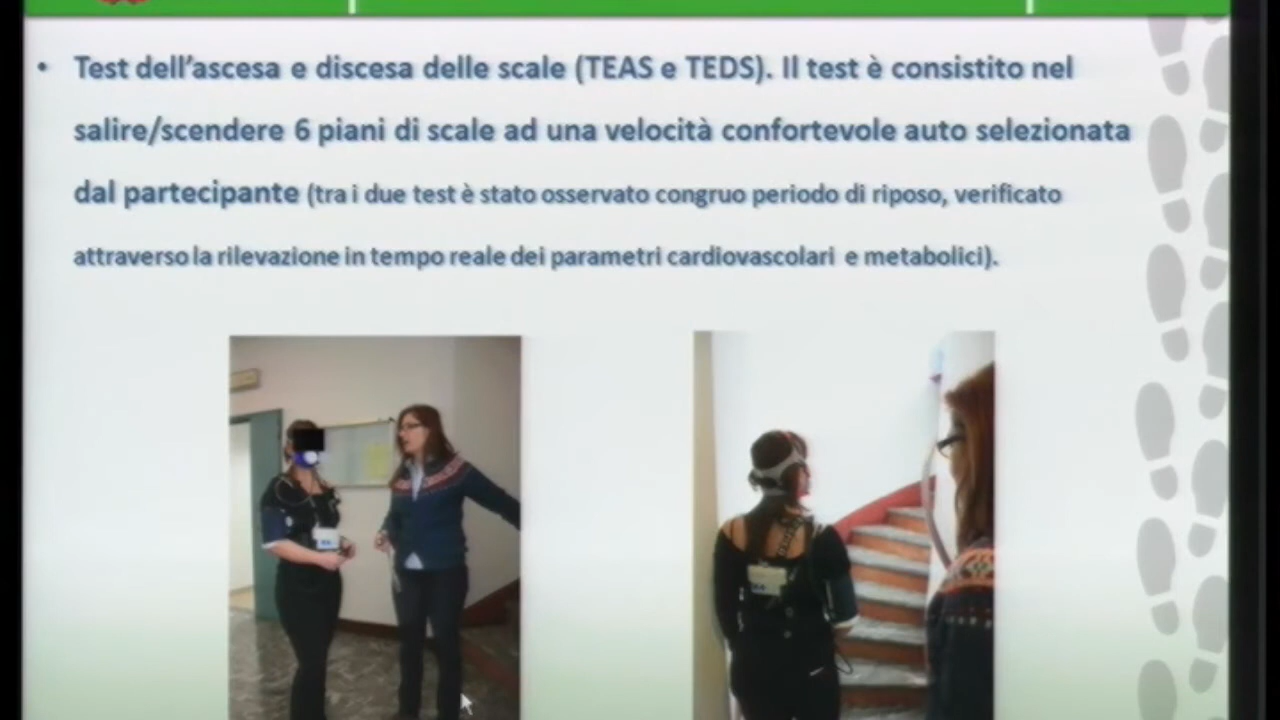 • Test dell'ascesa e discesa delle scale (TEAS e TEDS). Il test è consistito nel
salire/scendere 6 piani di scale ad una velocità confortevole auto selezionata
dal partecipante (tra i due test è stato osservato congruo periodo di riposo, verificato
attraverso la rilevazione in tempo reale dei parametri cardiovascolari e metabolici).